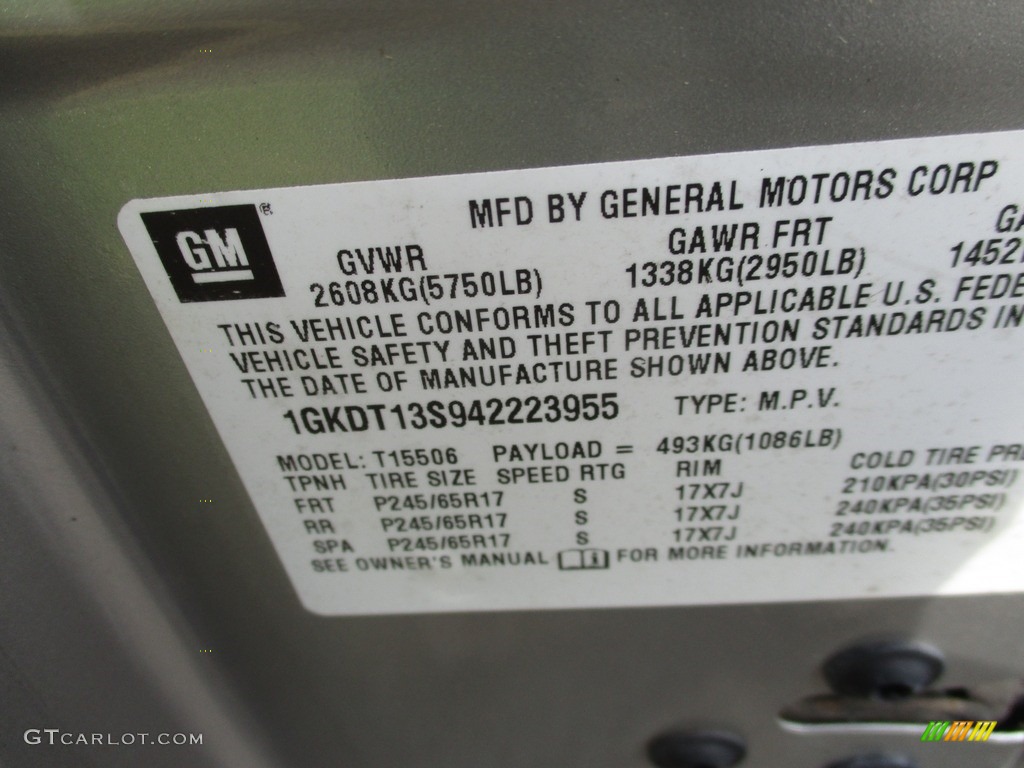 GM ®
MFD BY GENERAL MOTORS CORP
GVWR GAWR FRT GA
2608KG(5750LB) 1338KG(2950LB) 1452
THIS VEHICLE CONFORMS TO ALL APPLICABLE U.S. FEDE
VEHICLE SAFETY AND THEFT PREVENTION STANDARDS IN
THE DATE OF MANUFACTURE SHOWN ABOVE.
1GKDT13S942223955 TYPE: M.P.V.
MODEL: T15506 PAYLOAD = 493KG(1086LB)
TPNH TIRE SIZE SPEED RTG RIM COLD TIRE PRE
FRT P245/65R17 S 17X7J 210KPA(30PSI)
RR P245/65R17 S 17X7J 240KPA(35PSI)
SPA P245/65R17 S 17X7J 240KPA(35PSI)
SEE OWNER'S MANUAL FOR MORE INFORMATION.
GTCARLOT.COM